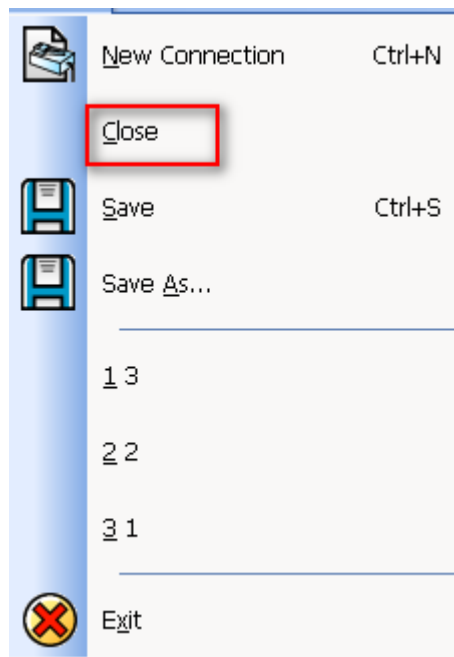 New Connection Ctrl+N
Close
Save Ctrl+S
Save As...
1 3
2 2
3 1
Exit